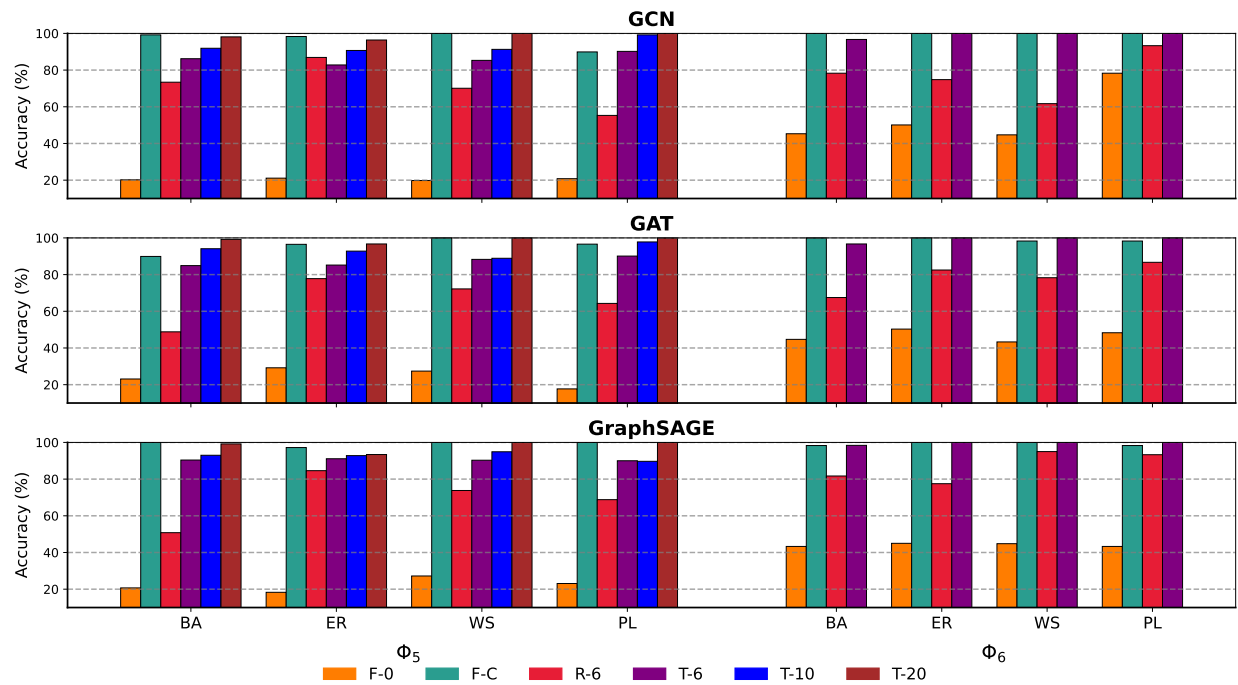 GCN
Accuracy (%)
100
80
60
40
20
GAT
Accuracy (%)
100
80
60
40
20
GraphSAGE
Accuracy (%)
100
80
60
40
20
BA ER WS PL BA ER WS PL
Φ5 Φ6
F-0 F-C R-6 T-6 T-10 T-20